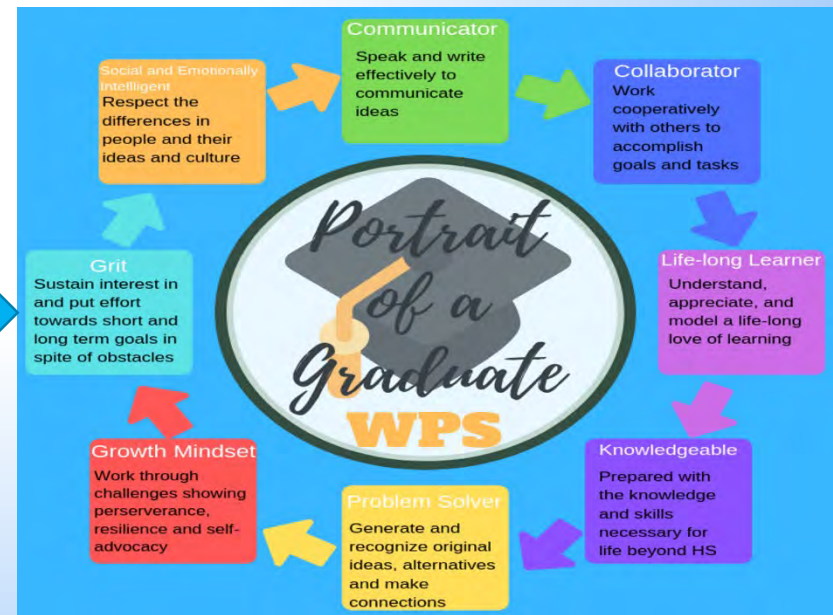 Communicator
Speak and write
effectively to
communicate
ideas
Collaborator
Work
cooperatively
with others to
accomplish
goals and tasks
Life-long Learner
Understand,
appreciate, and
model a life-long
love of learning
Knowledgeable
Prepared with
the knowledge
and skills
necessary for
life beyond HS
Problem Solver
Generate and
recognize original
ideas, alternatives
and make
connections
Growth Mindset
Work through
challenges showing
perserverance,
resilience and self-
advocacy
Grit
Sustain interest in
and put effort
towards short and
long term goals in
spite of obstacles
Social and Emotionally
Intelligent
Respect the
differences in
people and their
ideas and culture
Portrait
of a
Graduate
WPS